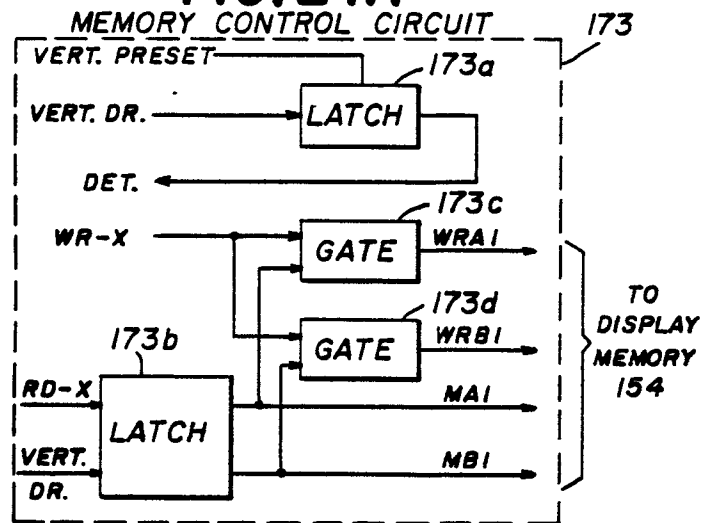 MEMORY CONTROL CIRCUIT
173
VERT. PRESET
173a
VERT. DR.
LATCH
DET.
173c
WR-X
GATE
WRA1
173d
GATE
WRB1
TO
DISPLAY
MEMORY
154
173b
RD-X
LATCH
MA1
VERT.
DR.
MB1